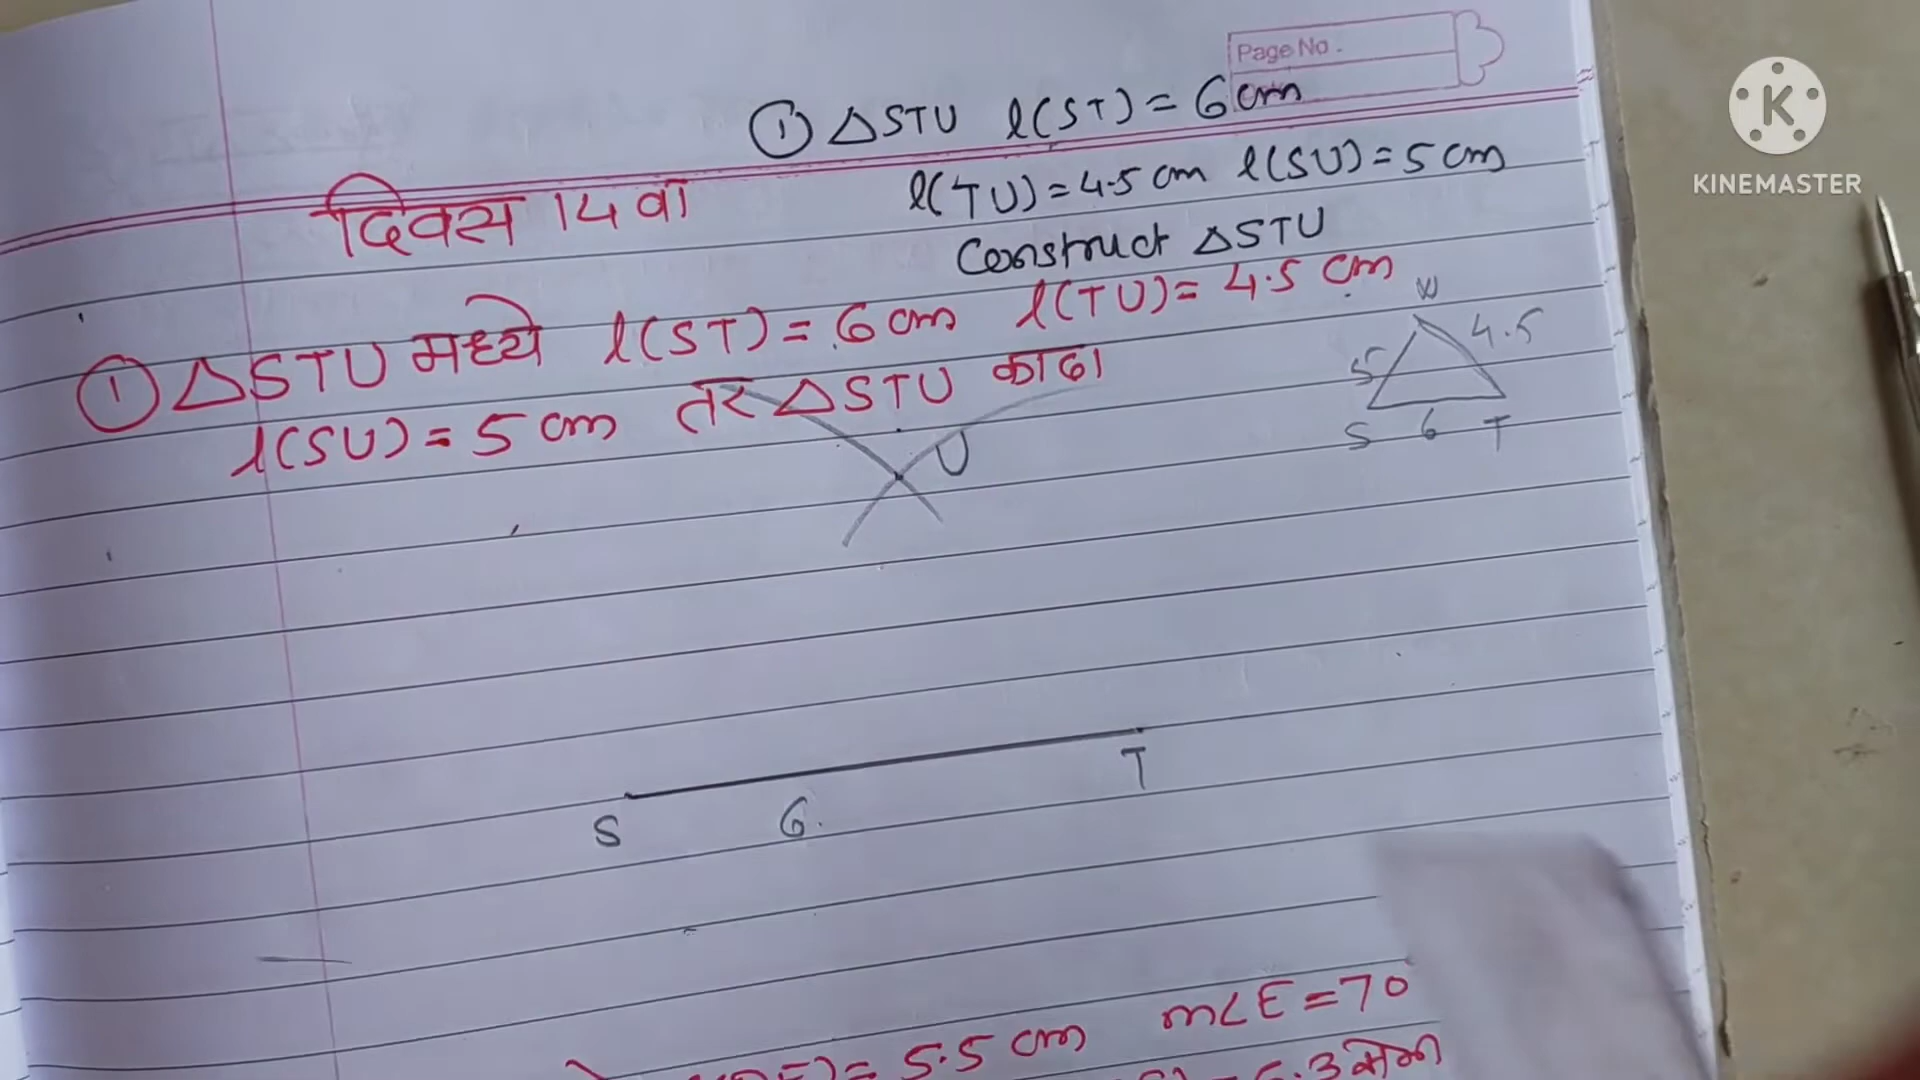 Page No.
① △STU l(ST) = 6 cm
l(TU) = 4.5 cm l(SU) = 5 cm
Construct △STU
दिवस 14 वा
① △STU मध्ये l(ST) = 6 cm l(TU) = 4.5 cm
l(SU) = 5 cm तर △STU काढा
U
5 4.5
S 6 T
U
S 6 T
= 5.5 cm m∠E = 70
KINEMASTER